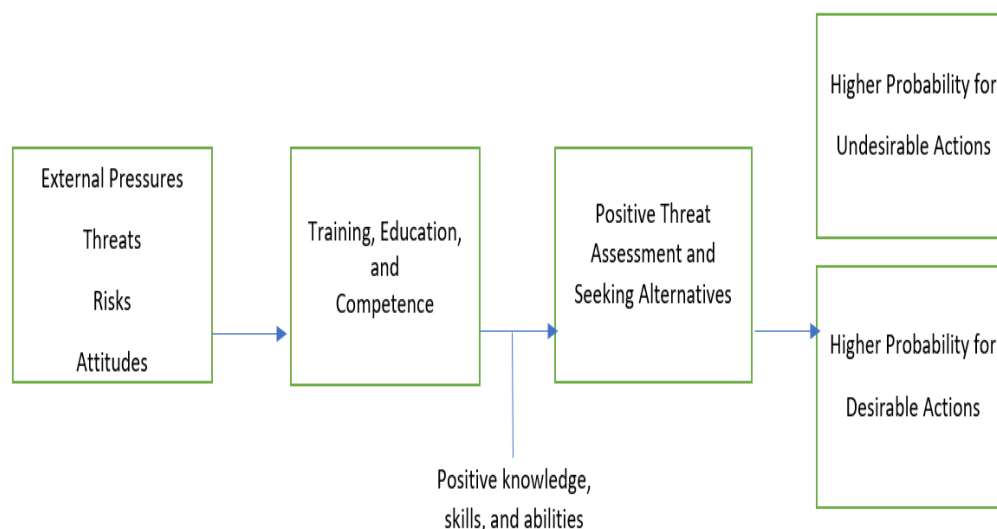 External Pressures
Threats
Risks
Attitudes
Training, Education,
and
Competence
Positive knowledge,
skills, and abilities
Positive Threat
Assessment and
Seeking Alternatives
Higher Probability for
Undesirable Actions
Higher Probability for
Desirable Actions